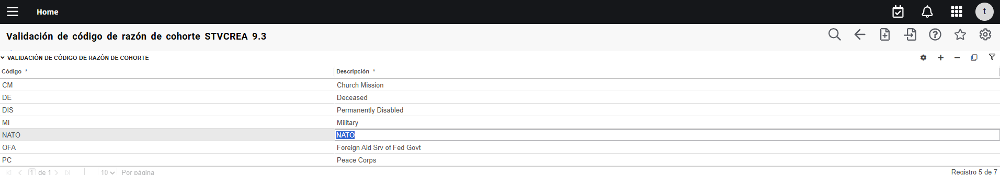 Home
t
Validación de código de razón de cohorte STVCREA 9.3
VALIDACIÓN DE CÓDIGO DE RAZÓN DE COHORTE
Código * Descripción *
CM Church Mission
DE Deceased
DIS Permanently Disabled
MI Military
NATO NATO
OFA Foreign Aid Srv of Fed Govt
PC Peace Corps
1 de 1 10 Por página Registro 5 de 7